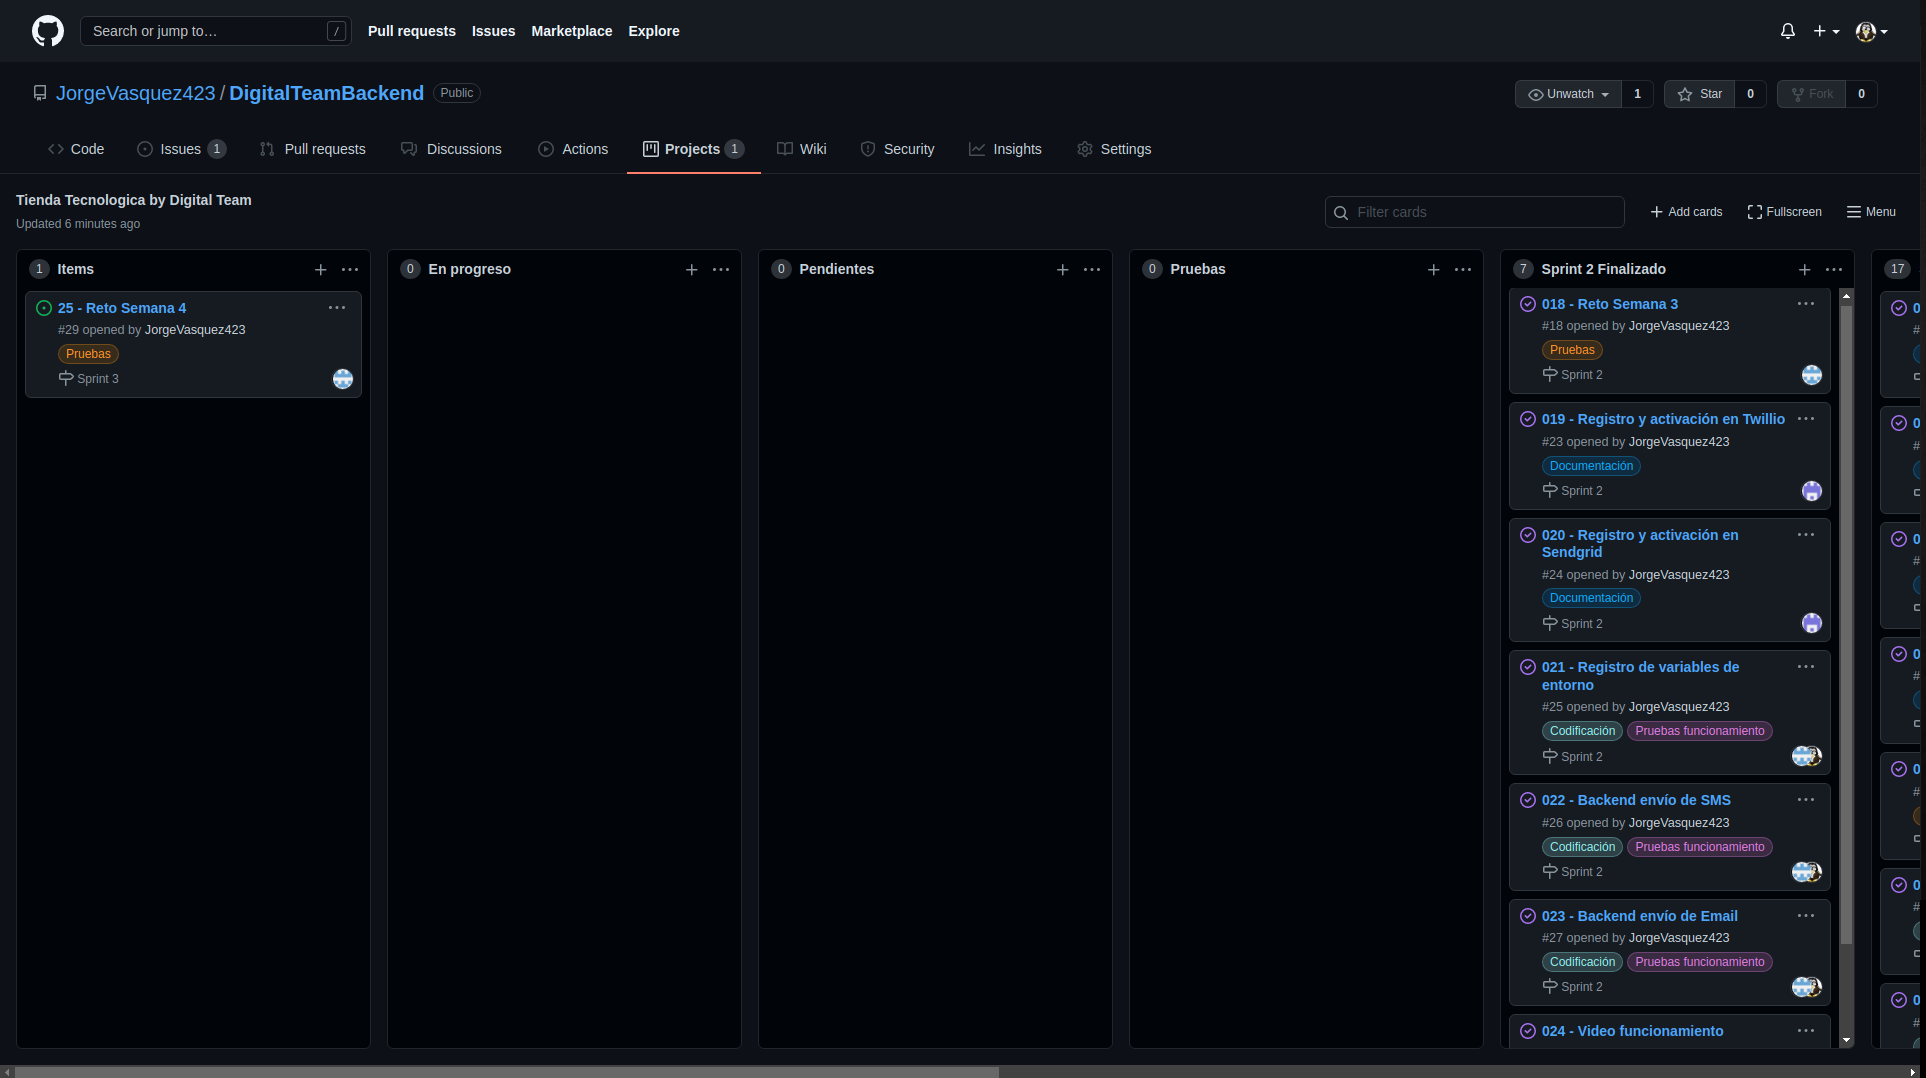 Search or jump to… /
Pull requests Issues Marketplace Explore
JorgeVasquez423 / DigitalTeamBackend Public
Unwatch 1 Star 0 Fork 0
Code Issues 1 Pull requests Discussions Actions Projects 1 Wiki Security Insights Settings
Tienda Tecnologica by Digital Team
Updated 6 minutes ago
Filter cards Add cards Fullscreen Menu
1 Items
25 - Reto Semana 4
#29 opened by JorgeVasquez423
Pruebas
Sprint 3
0 En progreso
0 Pendientes
0 Pruebas
7 Sprint 2 Finalizado
018 - Reto Semana 3
#18 opened by JorgeVasquez423
Pruebas
Sprint 2
019 - Registro y activación en Twillio
#23 opened by JorgeVasquez423
Documentación
Sprint 2
020 - Registro y activación en
Sendgrid
#24 opened by JorgeVasquez423
Documentación
Sprint 2
021 - Registro de variables de
entorno
#25 opened by JorgeVasquez423
Codificación Pruebas funcionamiento
Sprint 2
022 - Backend envío de SMS
#26 opened by JorgeVasquez423
Codificación Pruebas funcionamiento
Sprint 2
023 - Backend envío de Email
#27 opened by JorgeVasquez423
Codificación Pruebas funcionamiento
Sprint 2
024 - Video funcionamiento
17